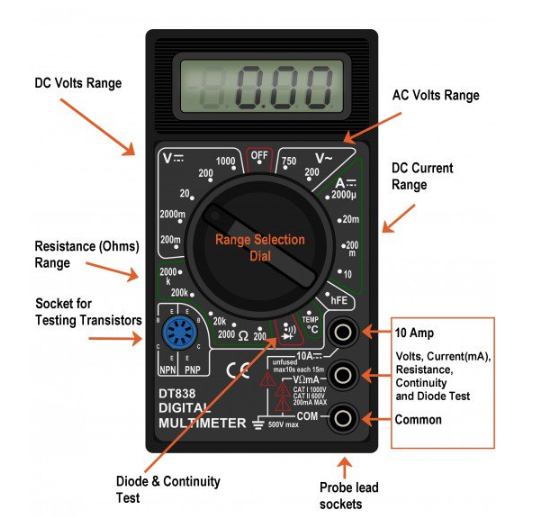 0.00
DC Volts Range
AC Volts Range
DC Current
Range
Resistance (Ohms)
Range
Socket for
Testing Transistors
V⎓
1000
OFF
750
V~
200
200
A⎓
2000µ
20
20m
2000m
200
m
200m
10
2000
k
200k
hFE
20k
2000
Ω
200
TEMP
°C
Range Selection
Dial
E
E
B
B
C
C
E
E
NPN
PNP
CE
10A⎓
unfused
max10s each 15m
VΩmA
CAT I 1000V
CAT II 600V
200mA MAX
COM
500V max
DT838
DIGITAL
MULTIMETER
10 Amp
Volts, Current(mA),
Resistance,
Continuity
and Diode Test
Common
Diode & Continuity
Test
Probe lead
sockets